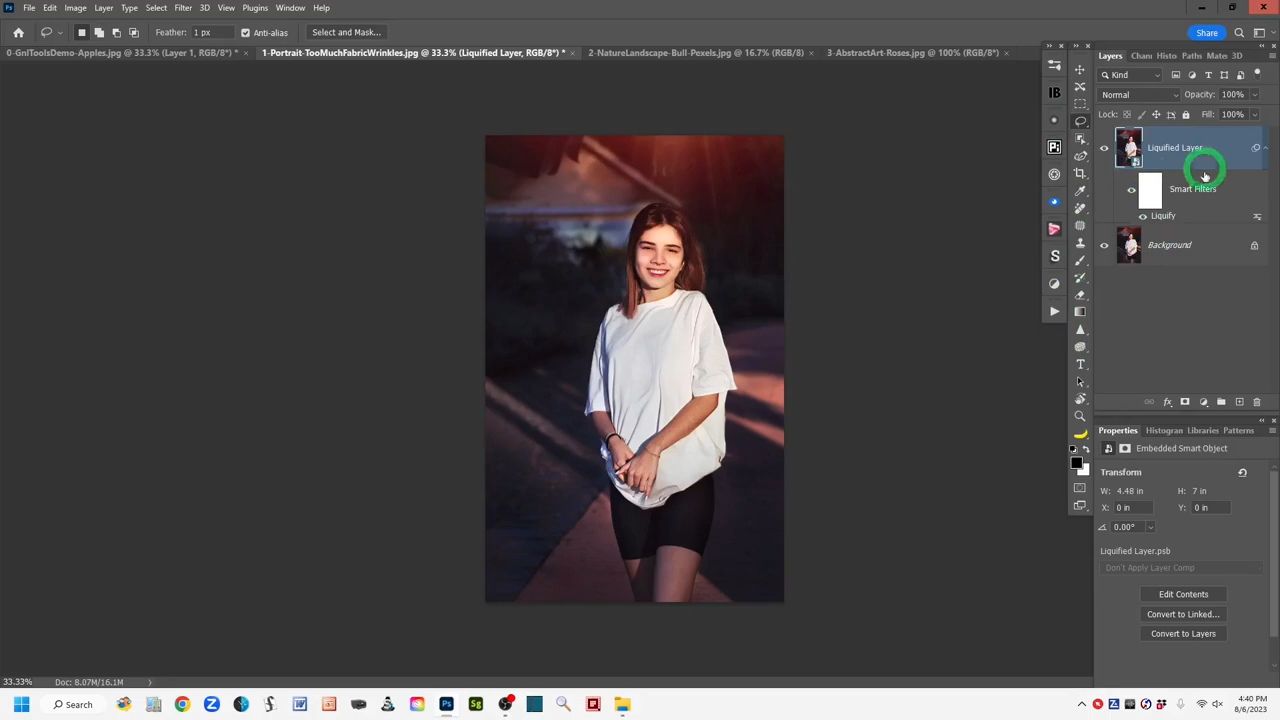 File Edit Image Layer Type Select Filter 3D View Plugins Window Help
Feather: 1 px Anti-alias Select and Mask... Share
0-GnlToolsDemo-Apples.jpg @ 33.3% (Layer 1, RGB/8*) * × 1-Portrait-TooMuchFabricWrinkles.jpg @ 33.3% (Liquified Layer, RGB/8*) * × 2-NatureLandscape-Bull-Pexels.jpg @ 16.7% (RGB/8) × 3-AbstractArt-Roses.jpg @ 100% (RGB/8*) ×
Layers Chan Histo Paths Mate 3D
Kind
Normal Opacity: 100%
Lock: Fill: 100%
Liquified Layer
Smart Filters
Liquify
Background
Properties Histogran Libraries Patterns
Embedded Smart Object
Transform
W: 4.48 in H: 7 in
X: 0 in Y: 0 in
0.00°
Liquified Layer.psb
Don't Apply Layer Comp
Edit Contents
Convert to Linked...
Convert to Layers
33.33% Doc: 8.07M/16.1M
Search
4:40 PM
8/6/2023